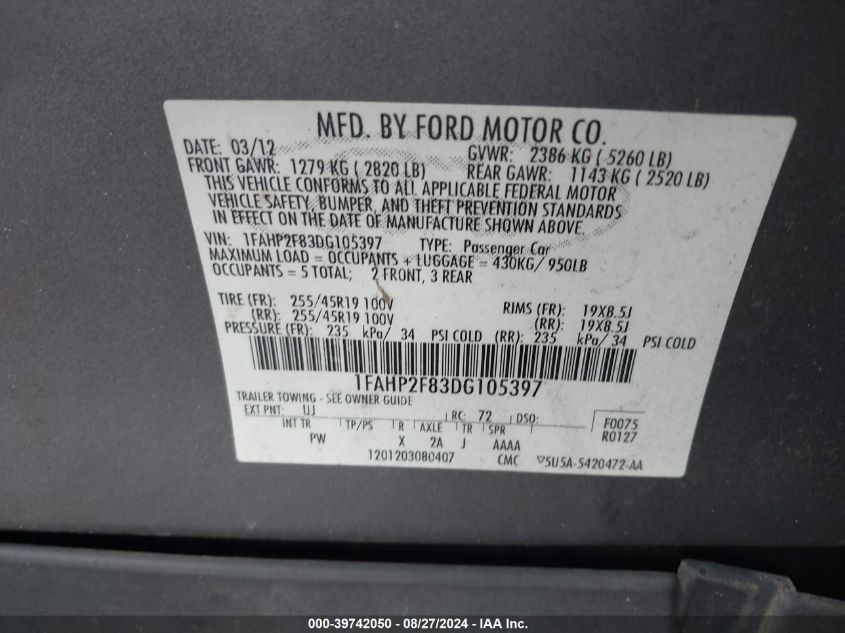 MFD. BY FORD MOTOR CO.
DATE: 03/12 GVWR: 2386 KG ( 5260 LB)
FRONT GAWR: 1279 KG ( 2820 LB) REAR GAWR: 1143 KG ( 2520 LB)
THIS VEHICLE CONFORMS TO ALL APPLICABLE FEDERAL MOTOR
VEHICLE SAFETY, BUMPER, AND THEFT PREVENTION STANDARDS
IN EFFECT ON THE DATE OF MANUFACTURE SHOWN ABOVE.
VIN: 1FAHP2F83DG105397 TYPE: Passenger Car
MAXIMUM LOAD = OCCUPANTS + LUGGAGE = 430KG/ 950LB
OCCUPANTS = 5 TOTAL; 2 FRONT, 3 REAR
TIRE (FR): 255/45R19 100V RIMS (FR): 19X8.5J
(RR): 255/45R19 100V (RR): 19X8.5J
PRESSURE (FR): 235 kPa/ 34 PSI COLD (RR): 235 kPa/ 34 PSI COLD
1FAHP2F83DG105397
TRAILER TOWING - SEE OWNER GUIDE
EXT PNT: UJ RC: 72 DSO: F0075
INT TR TP/PS R AXLE TR SPR R0127
PW X 2A J AAAA
1201203080407 CMC ▽5U5A-5420472-AA
000-39742050 - 08/27/2024 - IAA Inc.